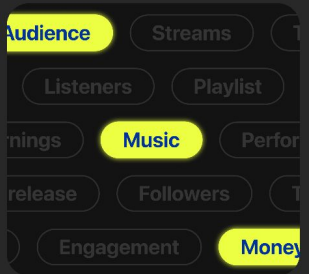 Audience Streams T
Listeners Playlist
rnings Music Perfor
release Followers T
Engagement Money